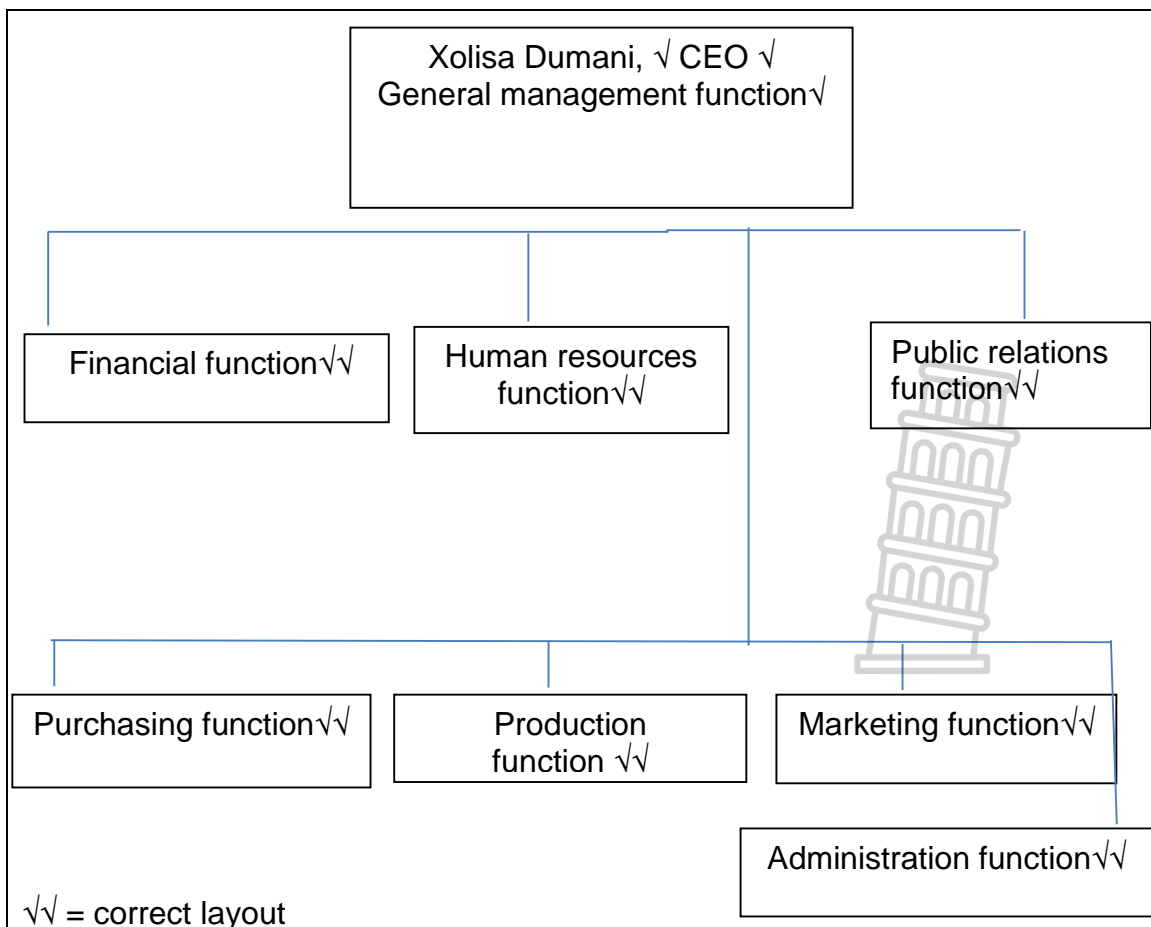 Xolisa Dumani, √ CEO √
General management function√
Financial function√√
Human resources
function√√
Public relations
function√√
Purchasing function√√
Production
function √√
Marketing function√√
Administration function√√
√√ = correct layout